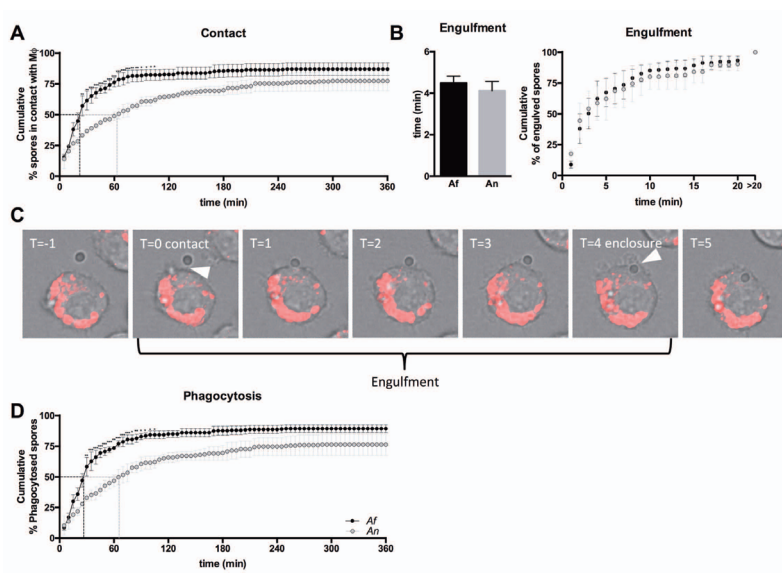 A
Contact
Cumulative
% spores in contact with Mϕ
100
75
50
25
0
0 60 120 180 240 300 360
time (min)
B
Engulfment
time (min)
6
4
2
0
Af An
Engulfment
Cumulative
% of engulved spores
100
75
50
25
0
0 5 10 15 20 >20
time (min)
C
T=-1
T=0 contact
T=1
T=2
T=3
T=4 enclosure
T=5
Engulfment
D
Phagocytosis
Cumulative
% Phagocytosed spores
100
75
50
25
0
0 60 120 180 240 300 360
time (min)
Af
An